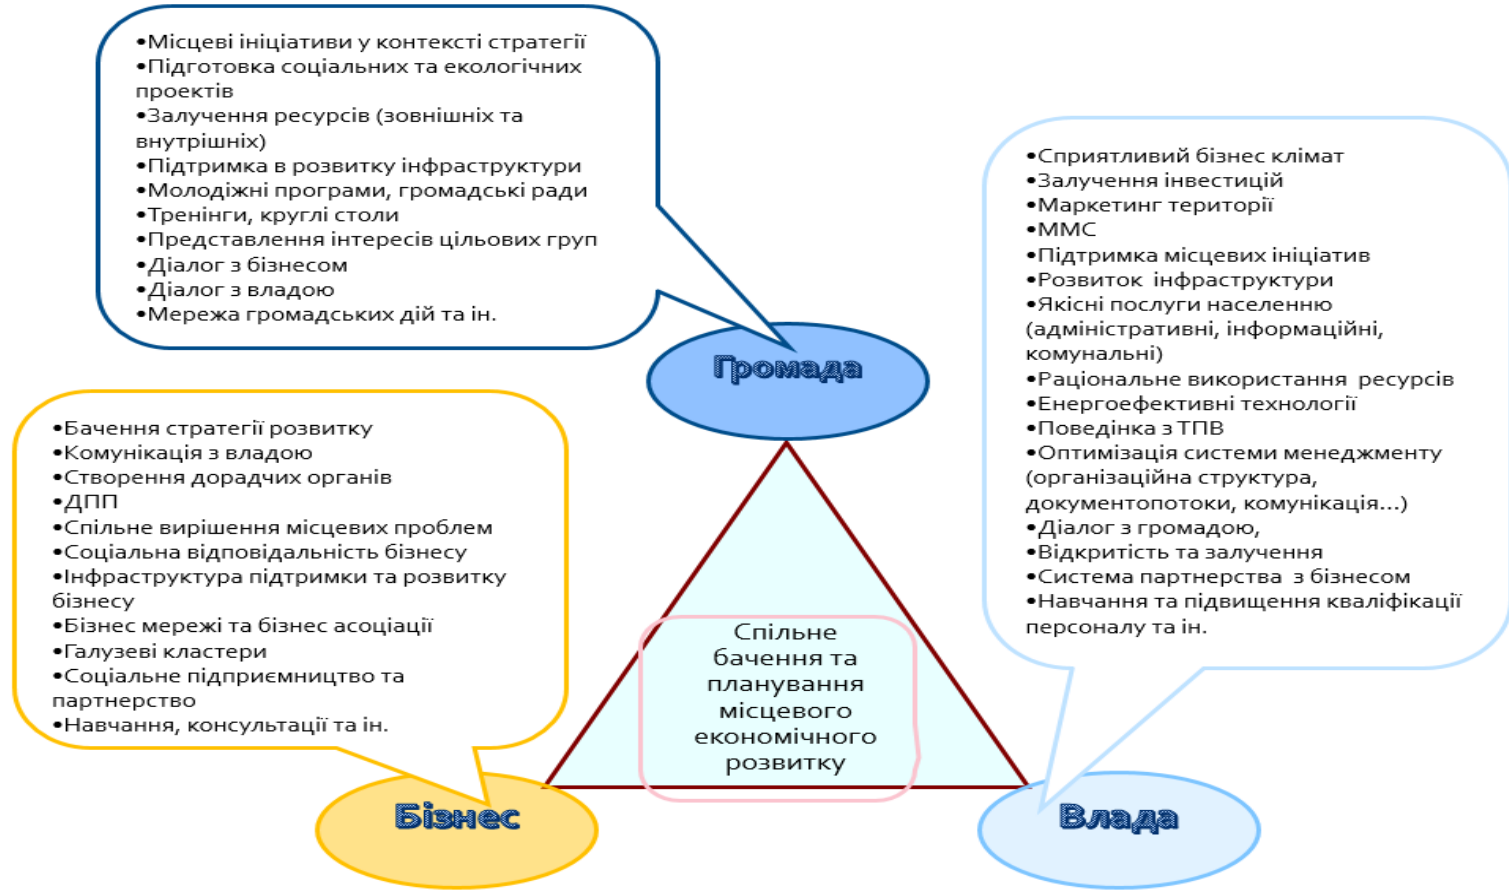 •Місцеві ініціативи у контексті стратегії
•Підготовка соціальних та екологічних
проектів
•Залучення ресурсів (зовнішніх та
внутрішніх)
•Підтримка в розвитку інфраструктури
•Молодіжні програми, громадські ради
•Тренінги, круглі столи
•Представлення інтересів цільових груп
•Діалог з бізнесом
•Діалог з владою
•Мережа громадських дій та ін.
Громада
•Сприятливий бізнес клімат
•Залучення інвестицій
•Маркетинг території
•ММС
•Підтримка місцевих ініціатив
•Розвиток інфраструктури
•Якісні послуги населенню
(адміністративні, інформаційні,
комунальні)
•Раціональне використання ресурсів
•Енергоефективні технології
•Поведінка з ТПВ
•Оптимізація системи менеджменту
(організаційна структура,
документопотоки, комунікація...)
•Діалог з громадою,
•Відкритість та залучення
•Система партнерства з бізнесом
•Навчання та підвищення кваліфікації
персоналу та ін.
•Бачення стратегії розвитку
•Комунікація з владою
•Створення дорадчих органів
•ДПП
•Спільне вирішення місцевих проблем
•Соціальна відповідальність бізнесу
•Інфраструктура підтримки та розвитку
бізнесу
•Бізнес мережі та бізнес асоціації
•Галузеві кластери
•Соціальне підприємництво та
партнерство
•Навчання, консультації та ін.
Спільне
бачення та
планування
місцевого
економічного
розвитку
Бізнес
Влада